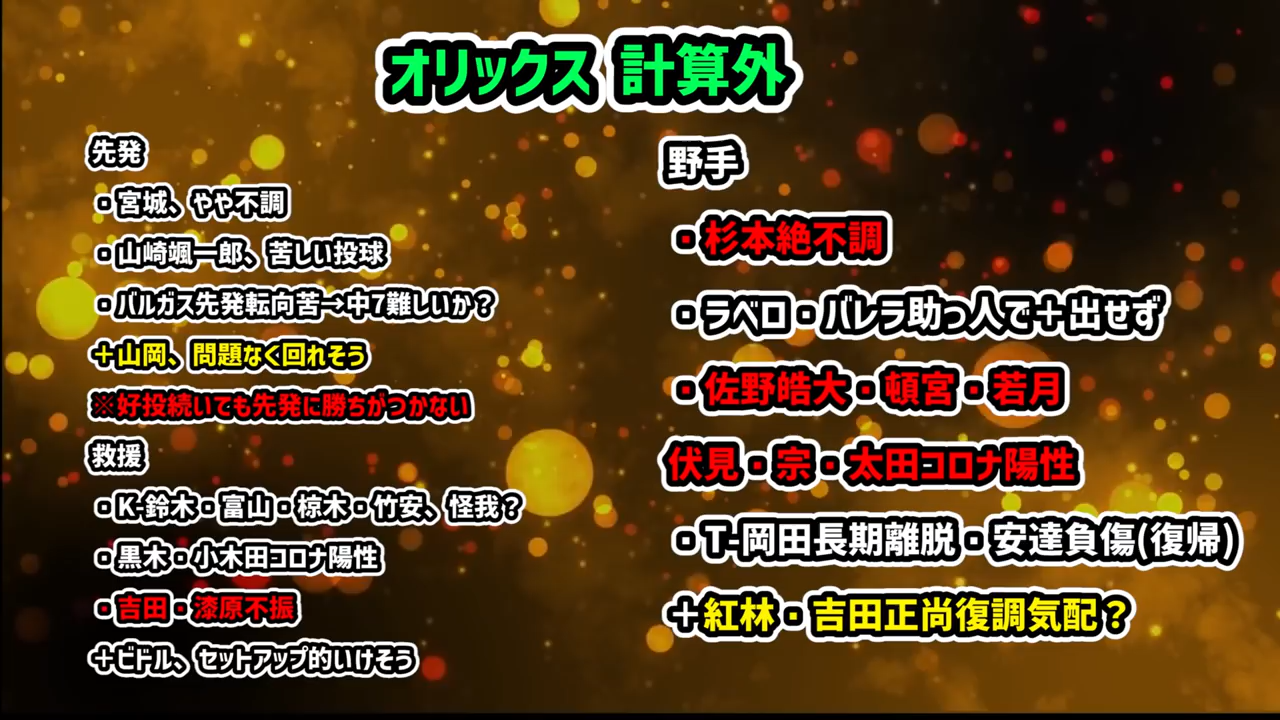 オリックス 計算外
先発
・宮城、やや不調
・山崎颯一郎、苦しい投球
・バルガス先発転向苦→中7難しいか？
＋山岡、問題なく回れそう
※好投続いても先発に勝ちがつかない
救援
・K-鈴木・富山・椋木・竹安、怪我？
・黒木・小木田コロナ陽性
・吉田・漆原不振
＋ビドル、セットアップ的いけそう
野手
・杉本絶不調
・ラベロ・バレラ助っ人で＋出せず
・佐野皓大・頓宮・若月
伏見・宗・太田コロナ陽性
・T-岡田長期離脱・安達負傷(復帰)
＋紅林・吉田正尚復調気配？